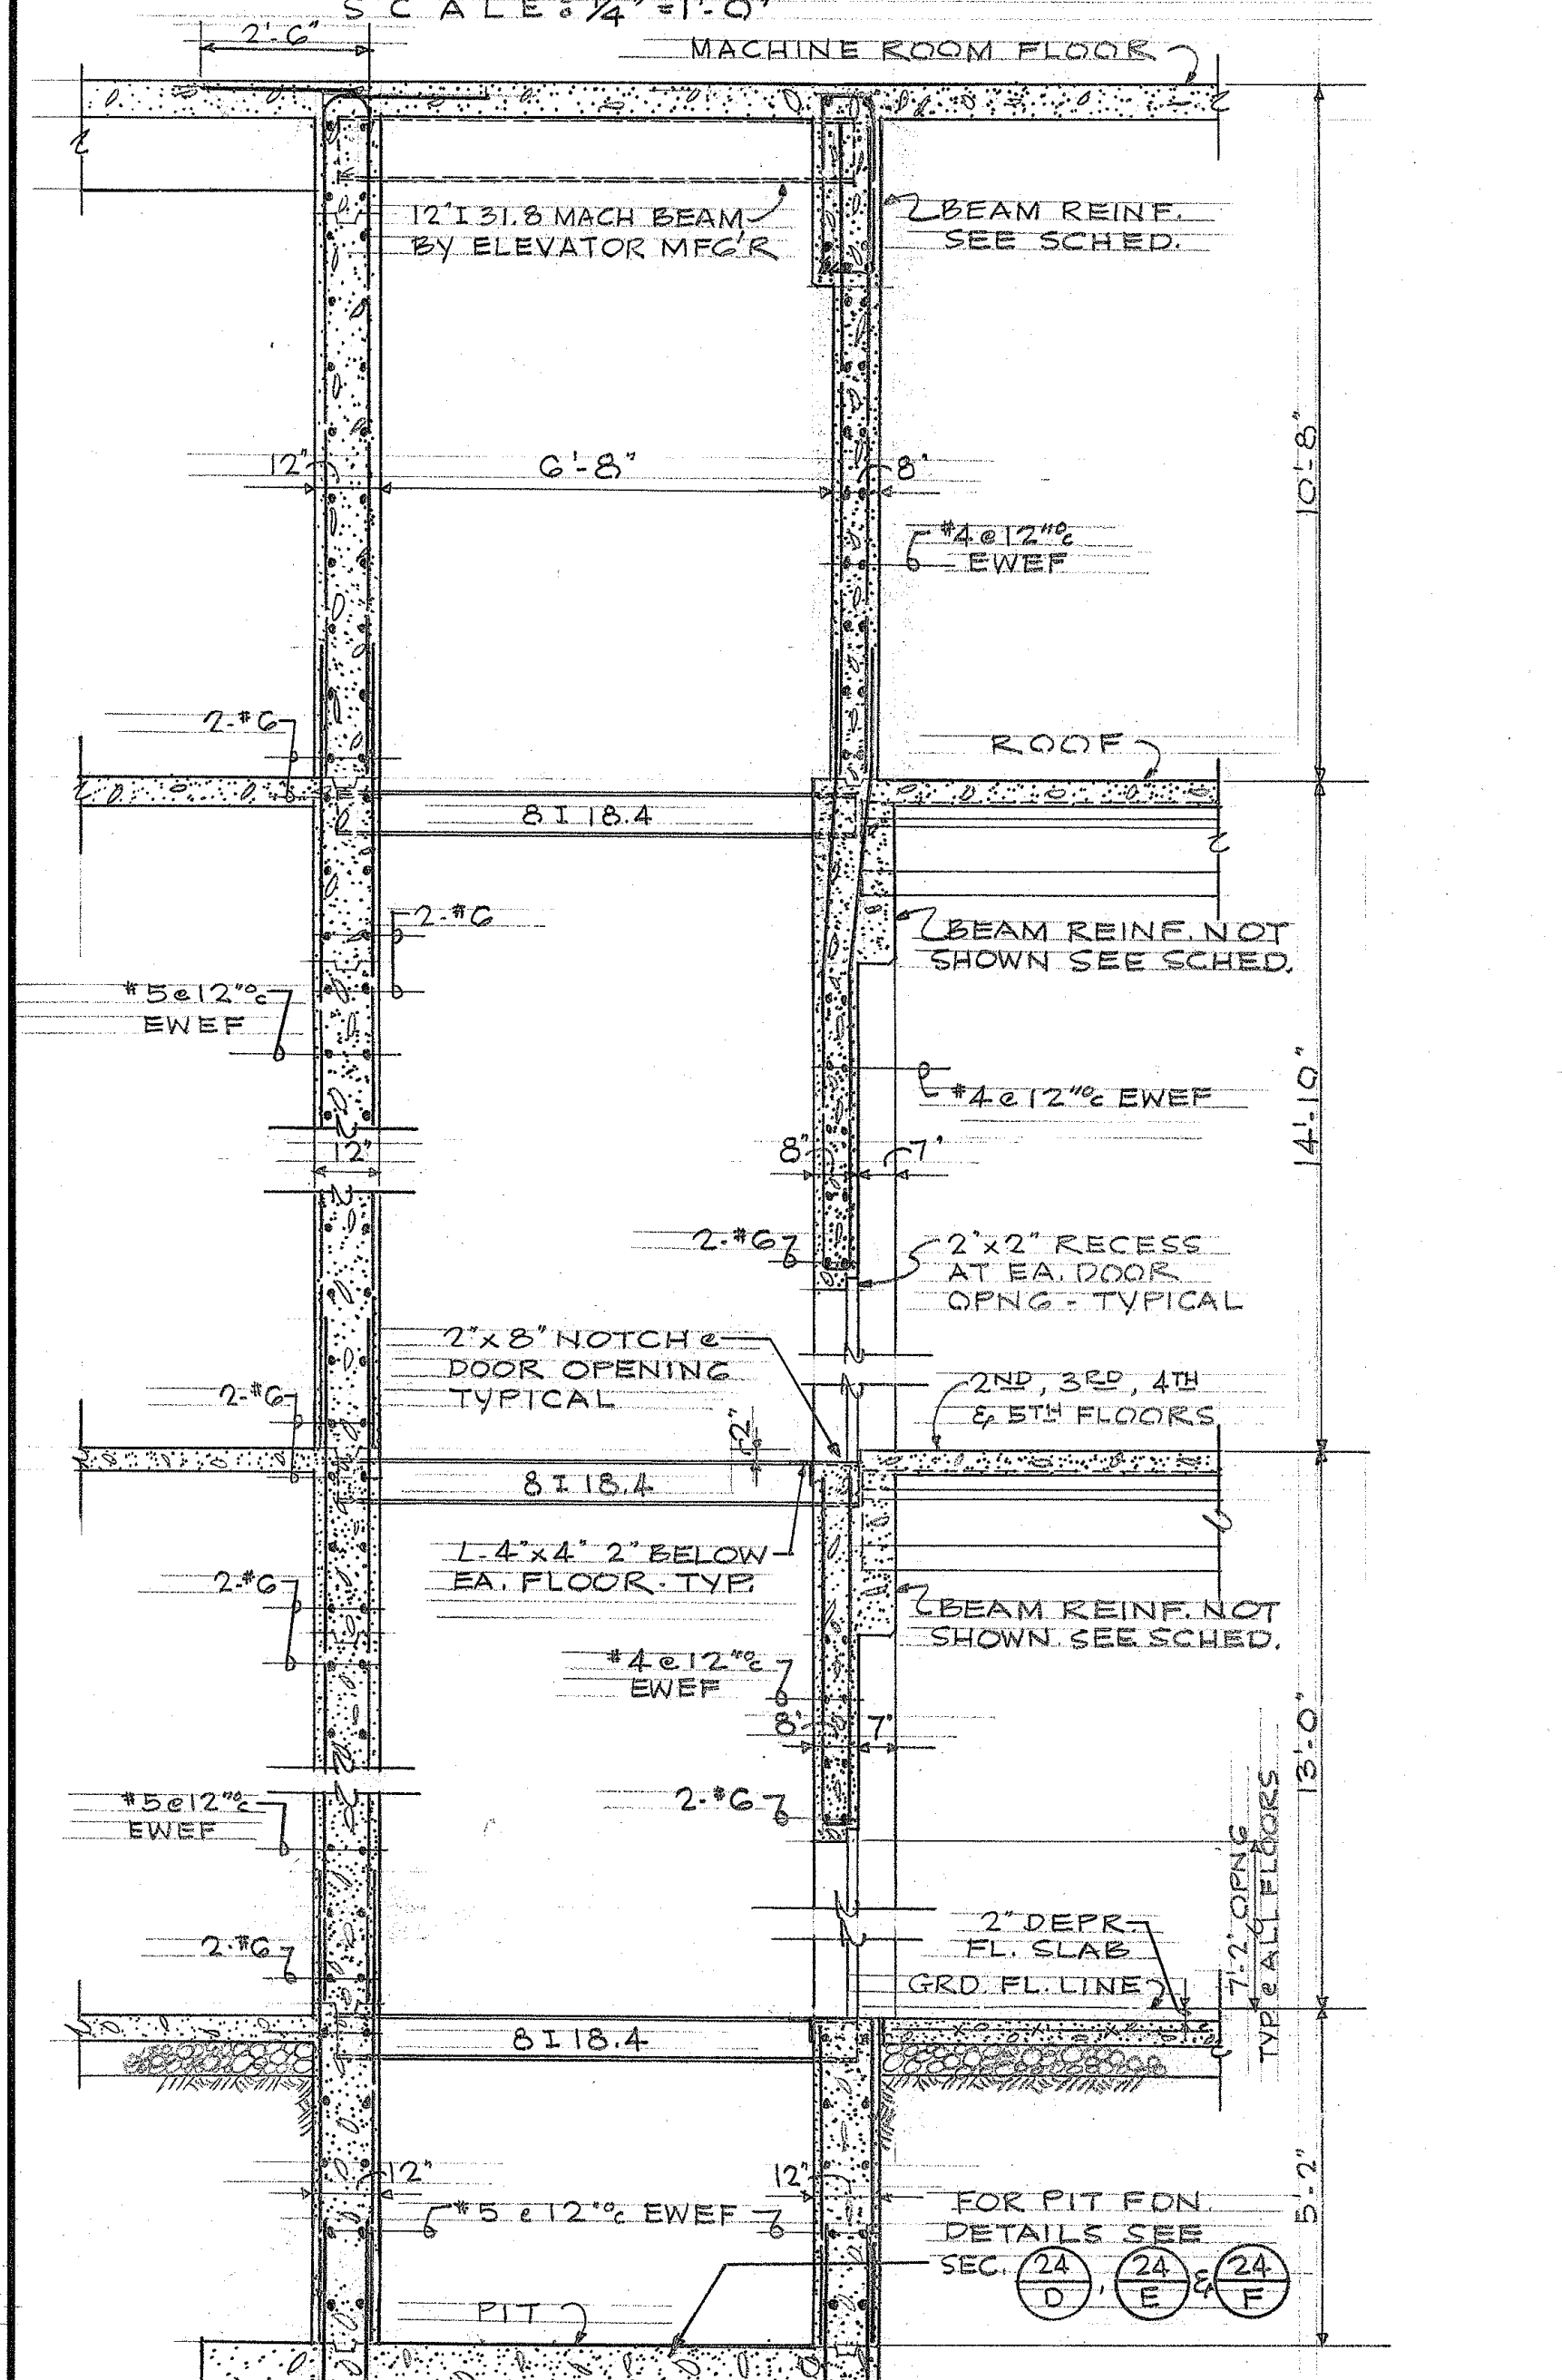 SCALE: 1/4" = 1'-0"
2'-6"
MACHINE ROOM FLOOR
12" I 31.8 MACH BEAM
BY ELEVATOR MFG'R
BEAM REINF.
SEE SCHED.
12"
6'-8"
8"
10'-8"
#4 @ 12" o/c
EWEF
2-#6
ROOF
8 I 18.4
2-#6
BEAM REINF. NOT
SHOWN SEE SCHED.
#5 @ 12" o/c
EWEF
#4 @ 12" o/c EWEF
14'-10"
12"
8"
7"
2-#6
2"x2" RECESS
AT EA. DOOR
OPNG - TYPICAL
2"x8" NOTCH @
DOOR OPENING
TYPICAL
2-#6
2ND, 3RD, 4TH
& 5TH FLOORS
2"
8 I 18.4
L-4"x4" 2" BELOW
EA. FLOOR - TYP.
2-#6
BEAM REINF. NOT
SHOWN. SEE SCHED.
#4 @ 12" o/c
EWEF
8"
7"
13'-0"
#5 @ 12" o/c
EWEF
2-#6
7'-2" OPNG
TYP @ ALL FLOORS
2-#6
2" DEPR.
FL. SLAB
GRD. FL. LINE
8 I 18.4
12"
12"
#5 @ 12" o/c EWEF
FOR PIT FDN.
DETAILS SEE
SEC. 24/D, 24/E & 24/F
5'-2"
PIT